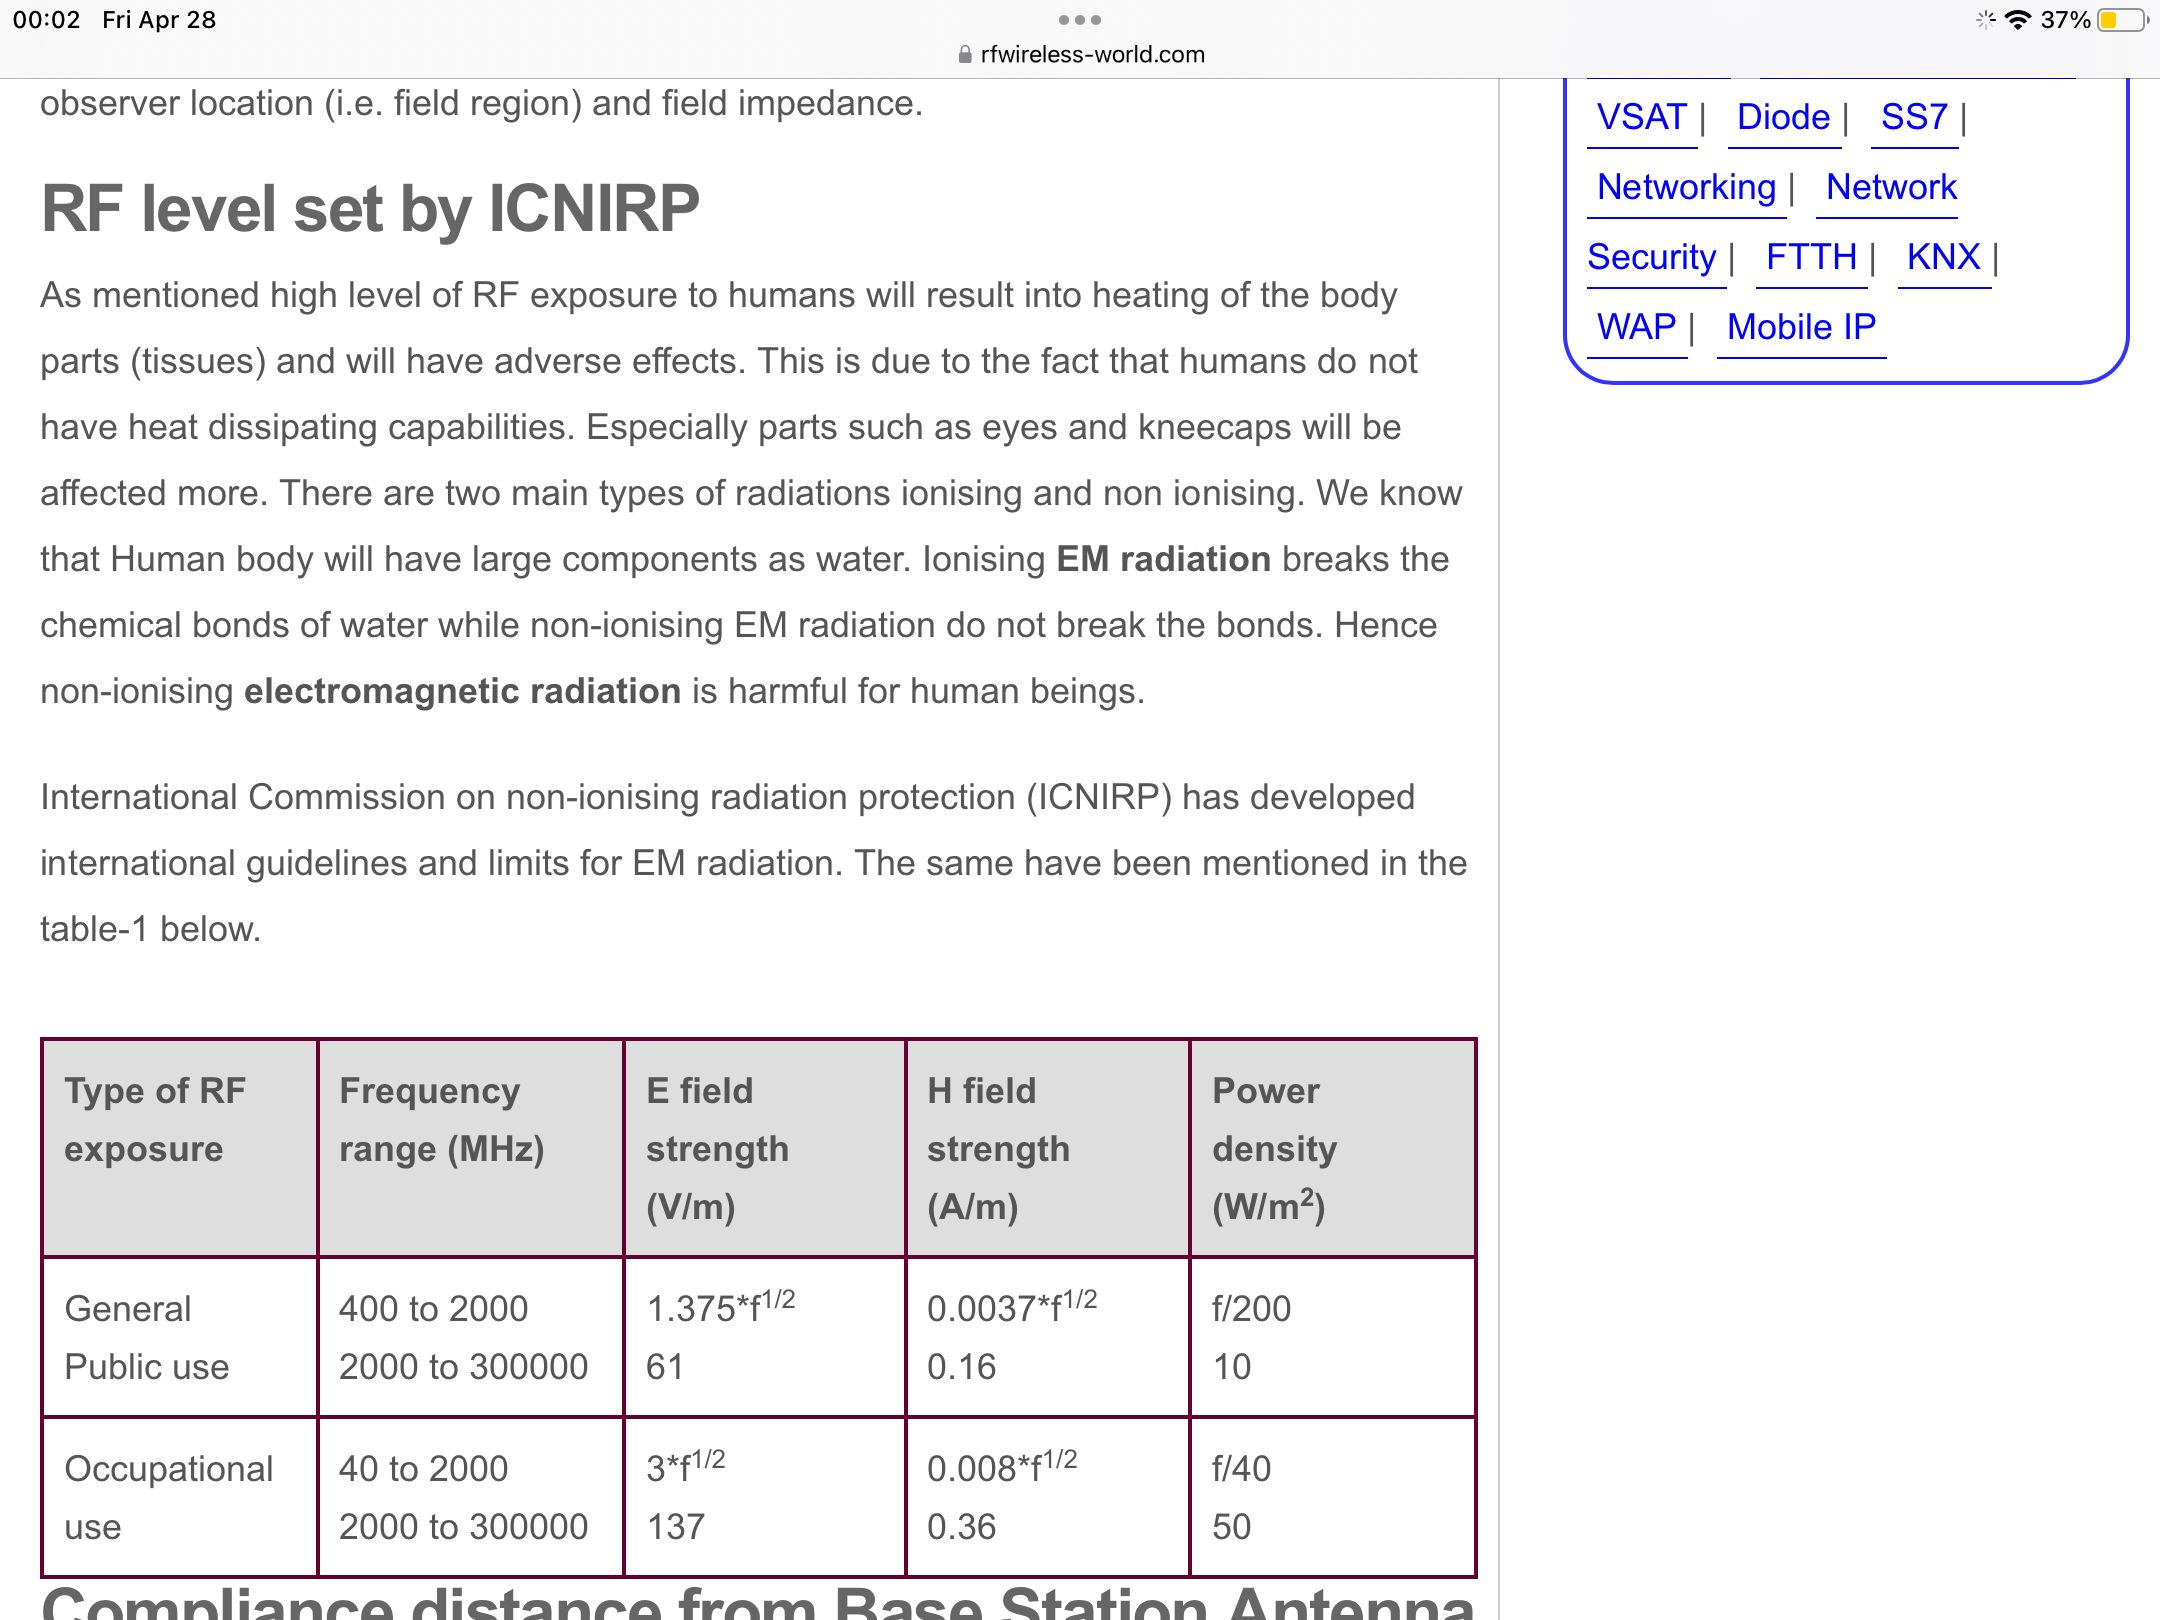 00:02 Fri Apr 28
37%
rfwireless-world.com
observer location (i.e. field region) and field impedance.
RF level set by ICNIRP
As mentioned high level of RF exposure to humans will result into heating of the body
parts (tissues) and will have adverse effects. This is due to the fact that humans do not
have heat dissipating capabilities. Especially parts such as eyes and kneecaps will be
affected more. There are two main types of radiations ionising and non ionising. We know
that Human body will have large components as water. Ionising EM radiation breaks the
chemical bonds of water while non-ionising EM radiation do not break the bonds. Hence
non-ionising electromagnetic radiation is harmful for human beings.
International Commission on non-ionising radiation protection (ICNIRP) has developed
international guidelines and limits for EM radiation. The same have been mentioned in the
table-1 below.
Type of RF
exposure
Frequency
range (MHz)
E field
strength
(V/m)
H field
strength
(A/m)
Power
density
(W/m²)
General
Public use
400 to 2000
2000 to 300000
1.375*f^1/2
61
0.0037*f^1/2
0.16
f/200
10
Occupational
use
40 to 2000
2000 to 300000
3*f^1/2
137
0.008*f^1/2
0.36
f/40
50
Compliance distance from Base Station Antenna
VSAT | Diode | SS7 |
Networking | Network
Security | FTTH | KNX |
WAP | Mobile IP